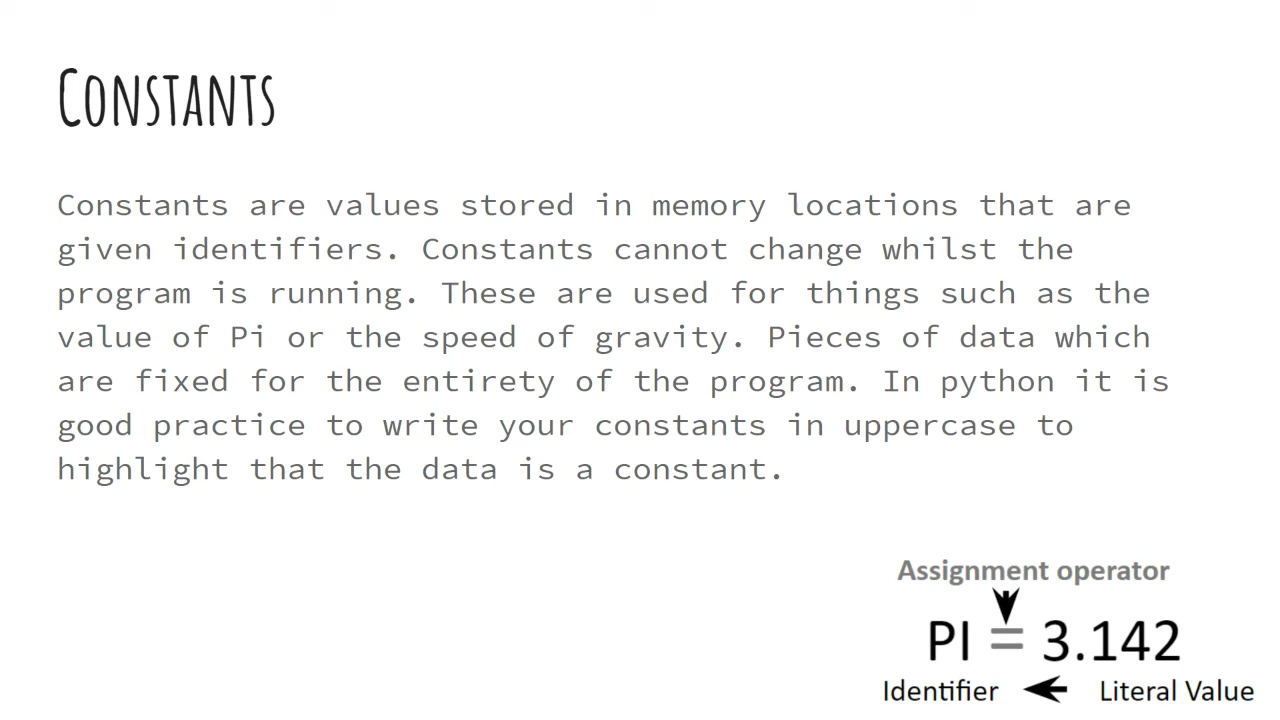 Constants
Constants are values stored in memory locations that are
given identifiers. Constants cannot change whilst the
program is running. These are used for things such as the
value of Pi or the speed of gravity. Pieces of data which
are fixed for the entirety of the program. In python it is
good practice to write your constants in uppercase to
highlight that the data is a constant.
Assignment operator
PI = 3.142
Identifier Literal Value